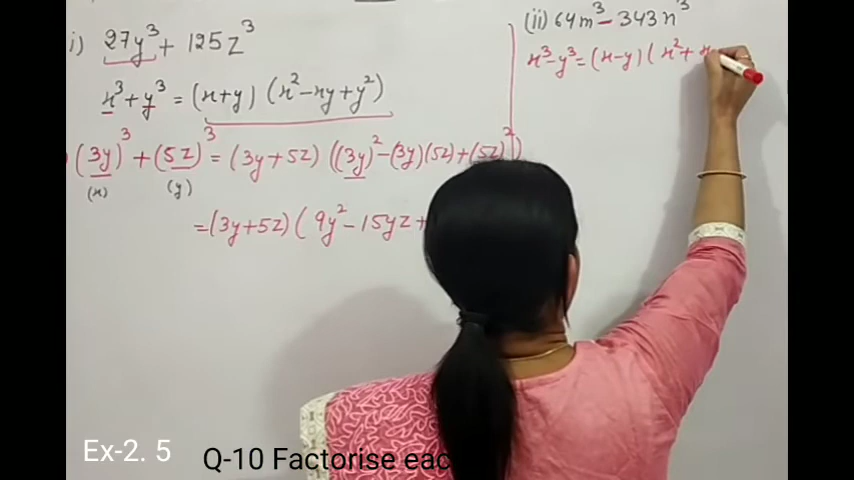 i) 27y³ + 125z³
x³ + y³ = (x+y) (x² - xy + y²)
(3y)³ + (5z)³ = (3y + 5z) ((3y)² - (3y) (5z) + (5z)²)
(x) (y)
= (3y + 5z) ( 9y² - 15yz +
(ii) 64m³ - 343n³
x³ - y³ = (x - y) ( x² +
Ex-2. 5
Q-10 Factorise eac